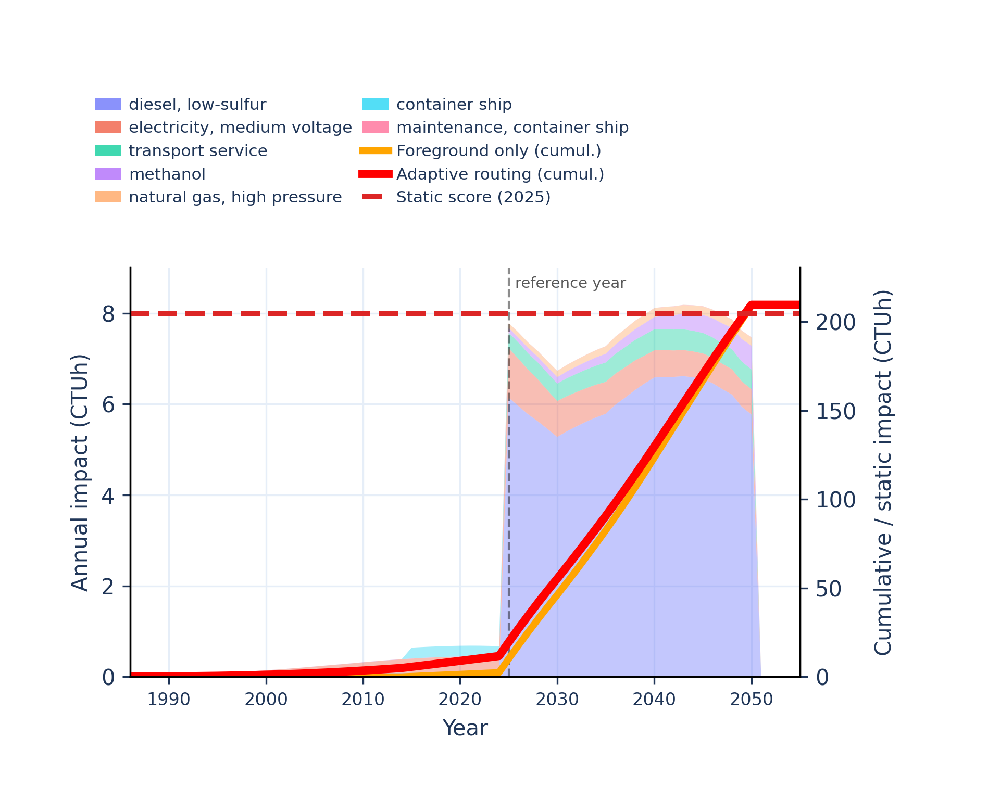 diesel, low-sulfur
electricity, medium voltage
transport service
methanol
natural gas, high pressure
container ship
maintenance, container ship
Foreground only (cumul.)
Adaptive routing (cumul.)
Static score (2025)
reference year
Annual impact (CTUh)
8
6
4
2
0
Cumulative / static impact (CTUh)
200
150
100
50
0
1990 2000 2010 2020 2030 2040 2050
Year